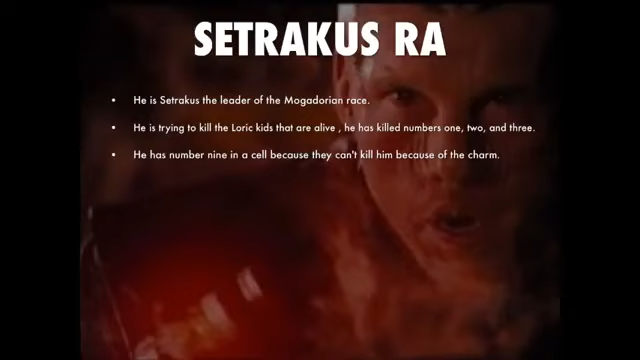 SETRAKUS RA
• He is Setrakus the leader of the Mogadorian race.
• He is trying to kill the Loric kids that are alive , he has killed numbers one, two, and three.
• He has number nine in a cell because they can't kill him because of the charm.